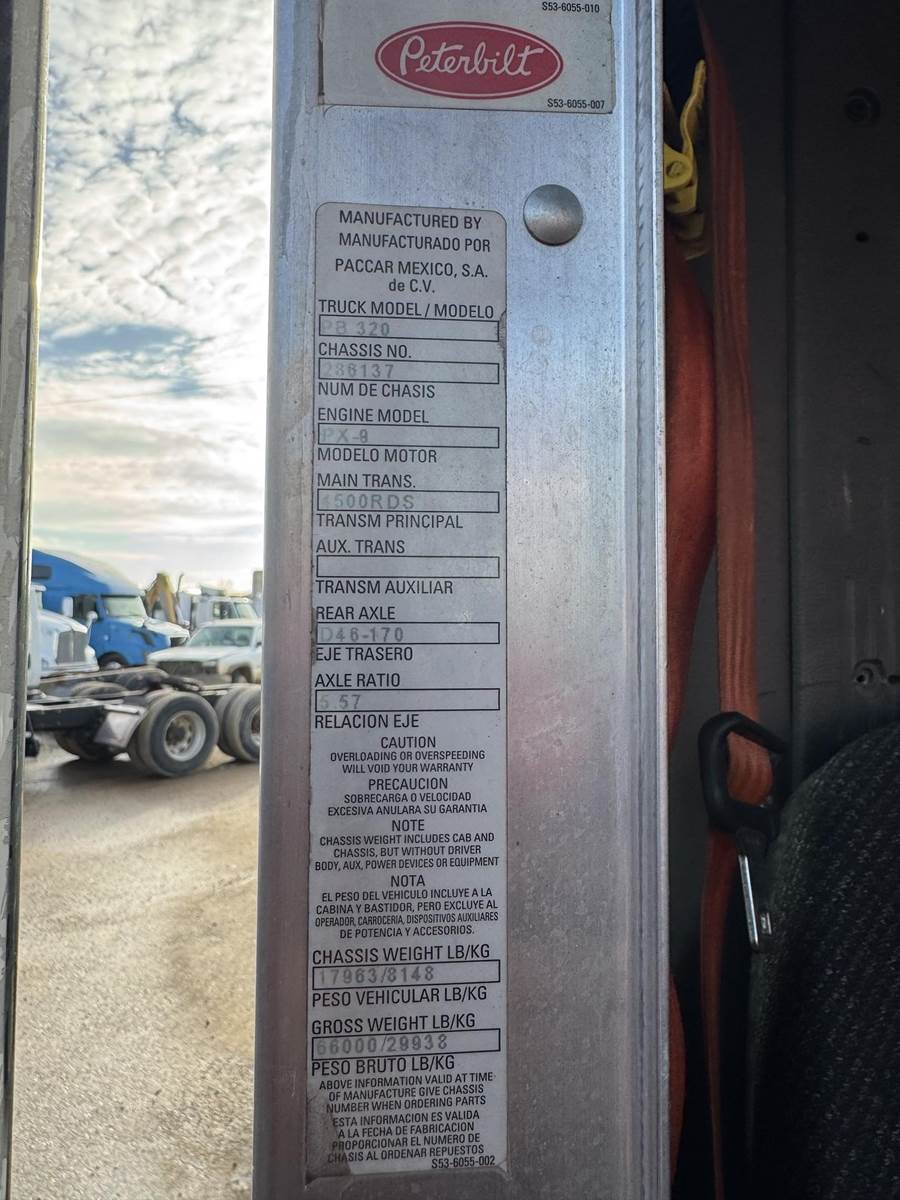 S53-6055-010
Peterbilt
S53-6055-007
MANUFACTURED BY
MANUFACTURADO POR
PACCAR MEXICO, S.A.
de C.V.
TRUCK MODEL / MODELO
PB 320
CHASSIS NO.
286137
NUM DE CHASIS
ENGINE MODEL
PX-9
MODELO MOTOR
MAIN TRANS.
4500RDS
TRANSM PRINCIPAL
AUX. TRANS
TRANSM AUXILIAR
REAR AXLE
D46-170
EJE TRASERO
AXLE RATIO
5.57
RELACION EJE
CAUTION
OVERLOADING OR OVERSPEEDING
WILL VOID YOUR WARRANTY
PRECAUCION
SOBRECARGA O VELOCIDAD
EXCESIVA ANULARA SU GARANTIA
NOTE
CHASSIS WEIGHT INCLUDES CAB AND
CHASSIS, BUT WITHOUT DRIVER
BODY, AUX, POWER DEVICES OR EQUIPMENT
NOTA
EL PESO DEL VEHICULO INCLUYE A LA
CABINA Y BASTIDOR, PERO EXCLUYE AL
OPERADOR, CARROCERIA, DISPOSITIVOS AUXILIARES
DE POTENCIA Y ACCESORIOS.
CHASSIS WEIGHT LB/KG
17963/8148
PESO VEHICULAR LB/KG
GROSS WEIGHT LB/KG
66000/29938
PESO BRUTO LB/KG
ABOVE INFORMATION VALID AT TIME
OF MANUFACTURE GIVE CHASSIS
NUMBER WHEN ORDERING PARTS
ESTA INFORMACION ES VALIDA
A LA FECHA DE FABRICACION
PROPORCIONAR EL NUMERO DE
CHASIS AL ORDENAR REPUESTOS
S53-6055-002